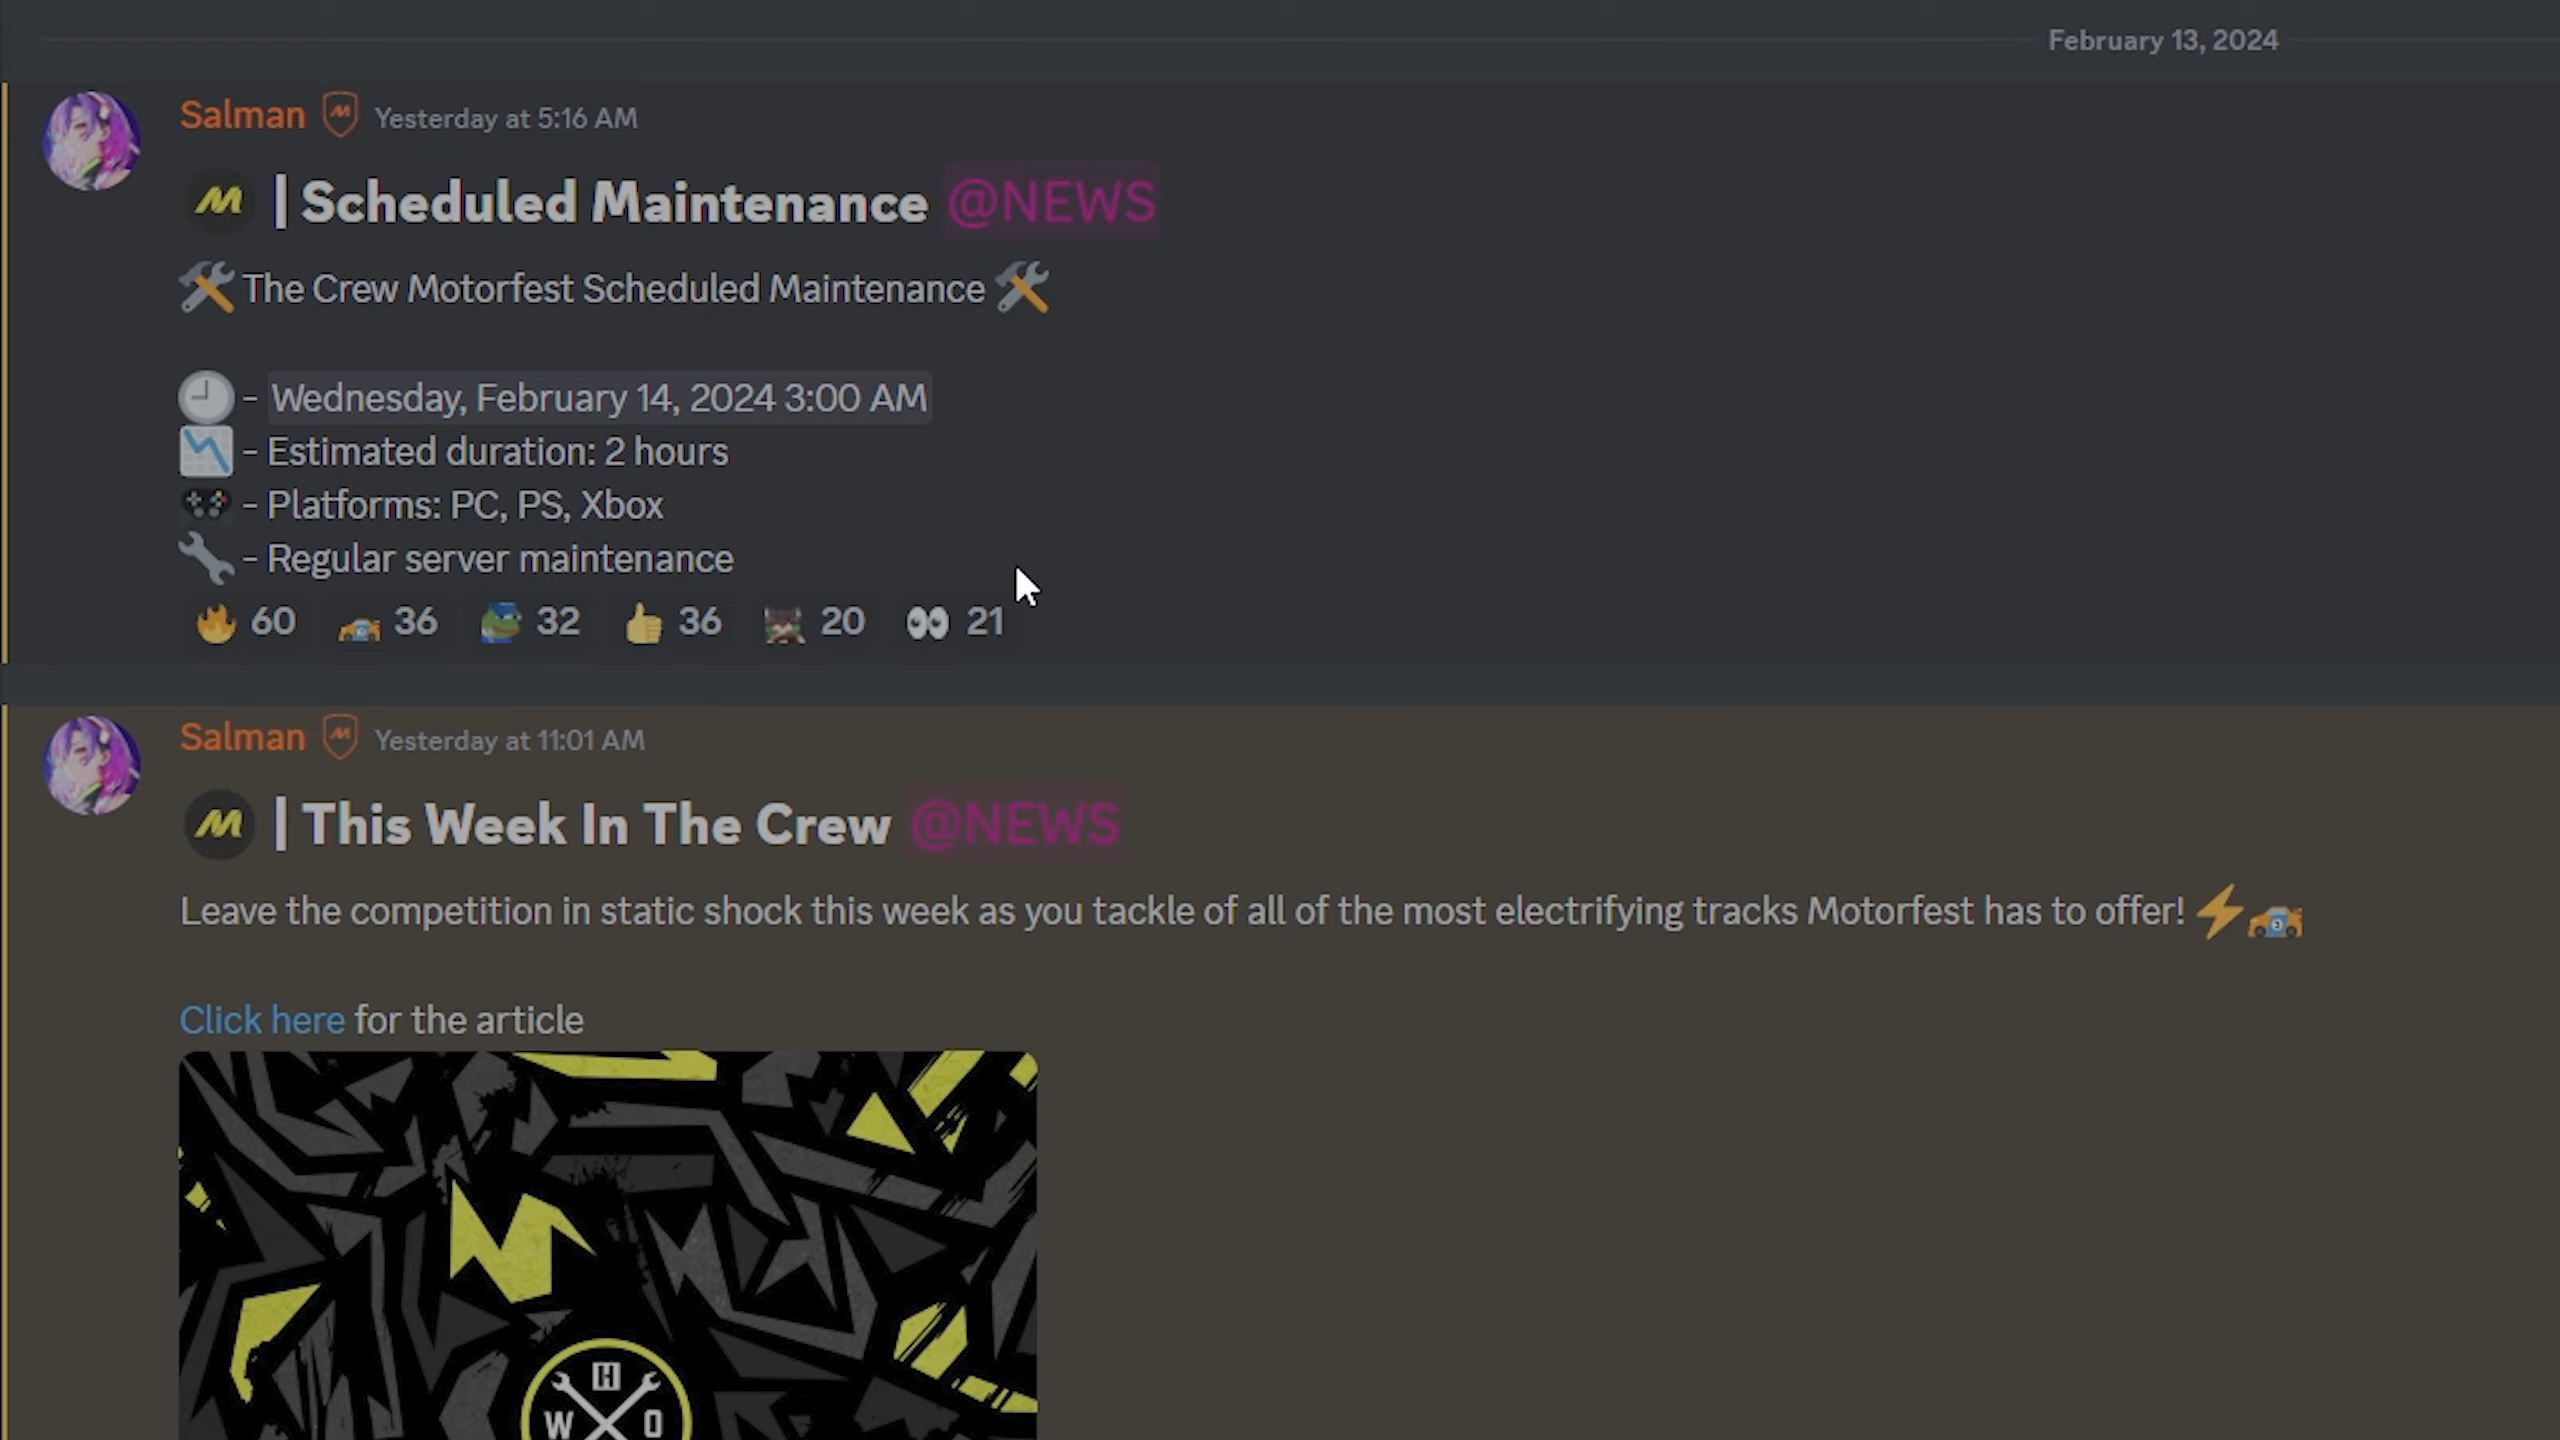 February 13, 2024
Salman Yesterday at 5:16 AM
| Scheduled Maintenance @NEWS
The Crew Motorfest Scheduled Maintenance
- Wednesday, February 14, 2024 3:00 AM
- Estimated duration: 2 hours
- Platforms: PC, PS, Xbox
- Regular server maintenance
60 36 32 36 20 21
Salman Yesterday at 11:01 AM
| This Week In The Crew @NEWS
Leave the competition in static shock this week as you tackle of all of the most electrifying tracks Motorfest has to offer!
Click here for the article
H
W O